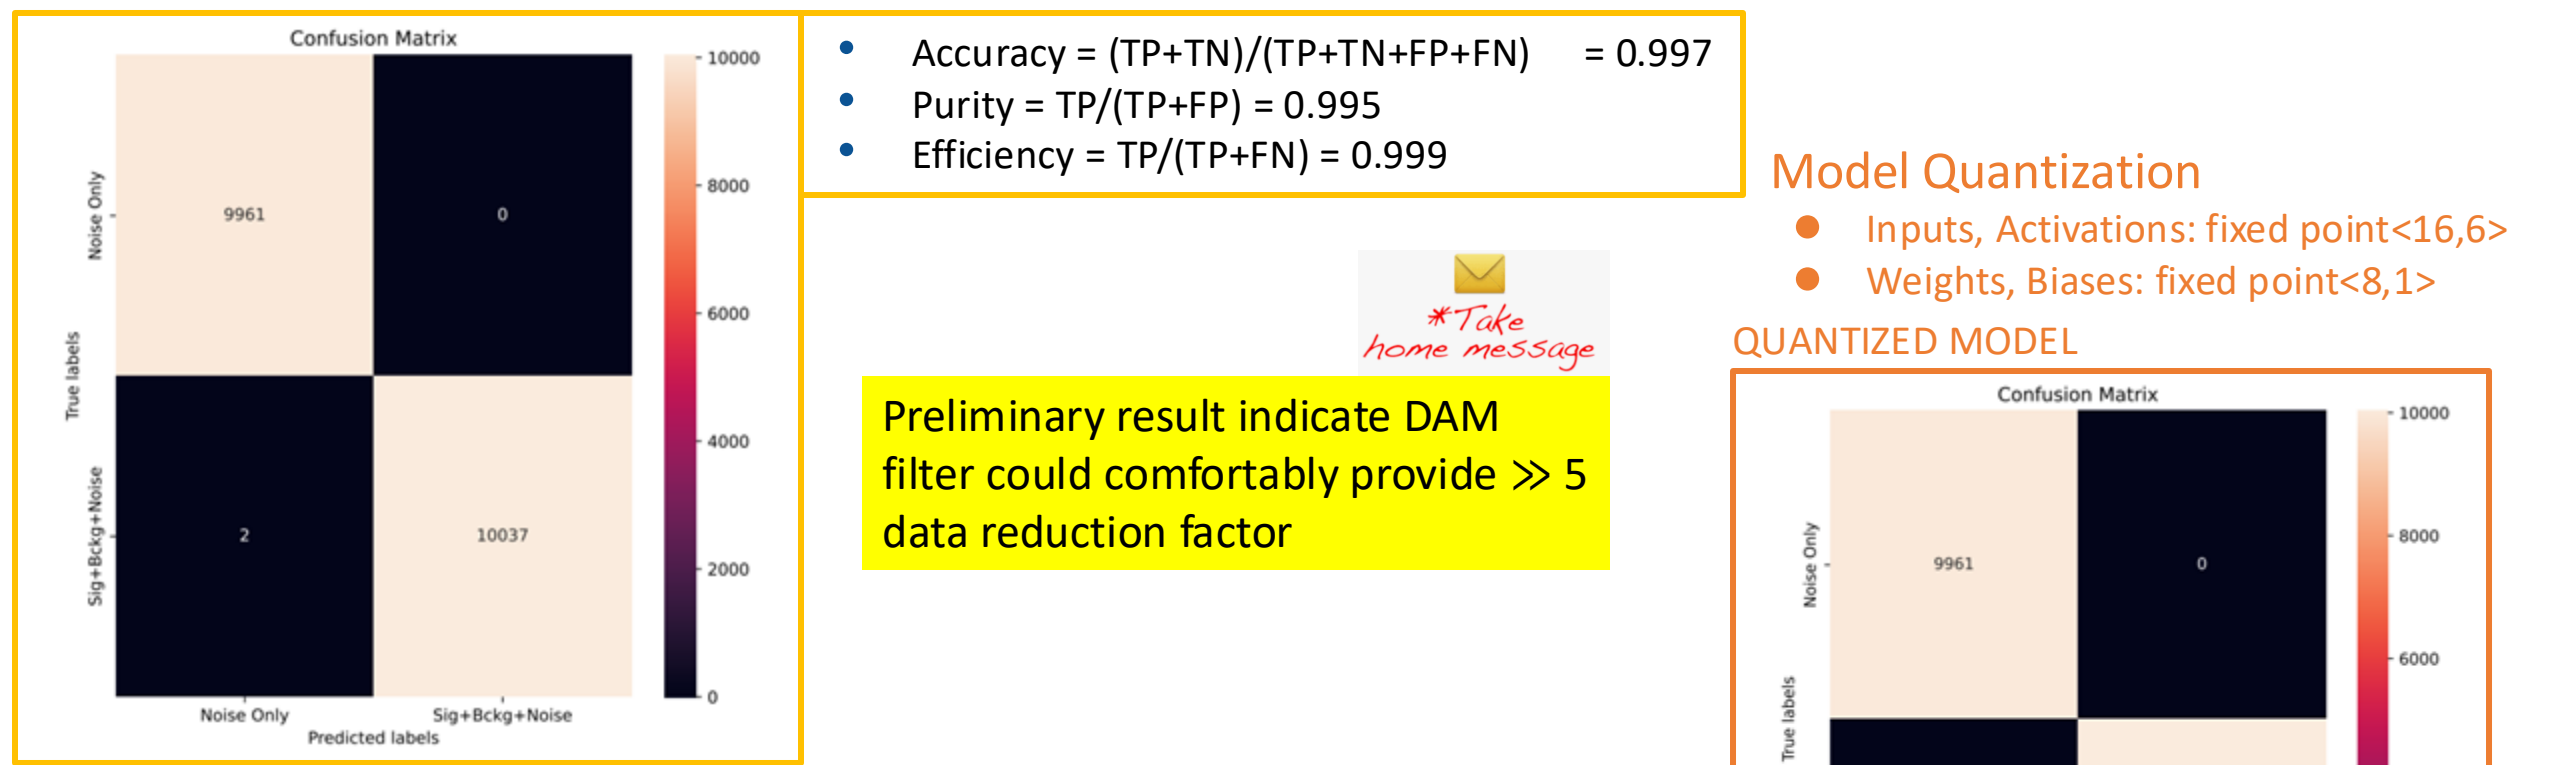 Confusion Matrix
10000
8000
6000
4000
2000
0
Noise Only
Sig+Bckg+Noise
True labels
9961
0
2
10037
Noise Only
Sig+Bckg+Noise
Predicted labels
• Accuracy = (TP+TN)/(TP+TN+FP+FN) = 0.997
• Purity = TP/(TP+FP) = 0.995
• Efficiency = TP/(TP+FN) = 0.999
*Take
home message
Preliminary result indicate DAM
filter could comfortably provide ≫ 5
data reduction factor
Model Quantization
● Inputs, Activations: fixed point<16,6>
● Weights, Biases: fixed point<8,1>
QUANTIZED MODEL
Confusion Matrix
10000
8000
6000
Noise Only
True labels
9961
0